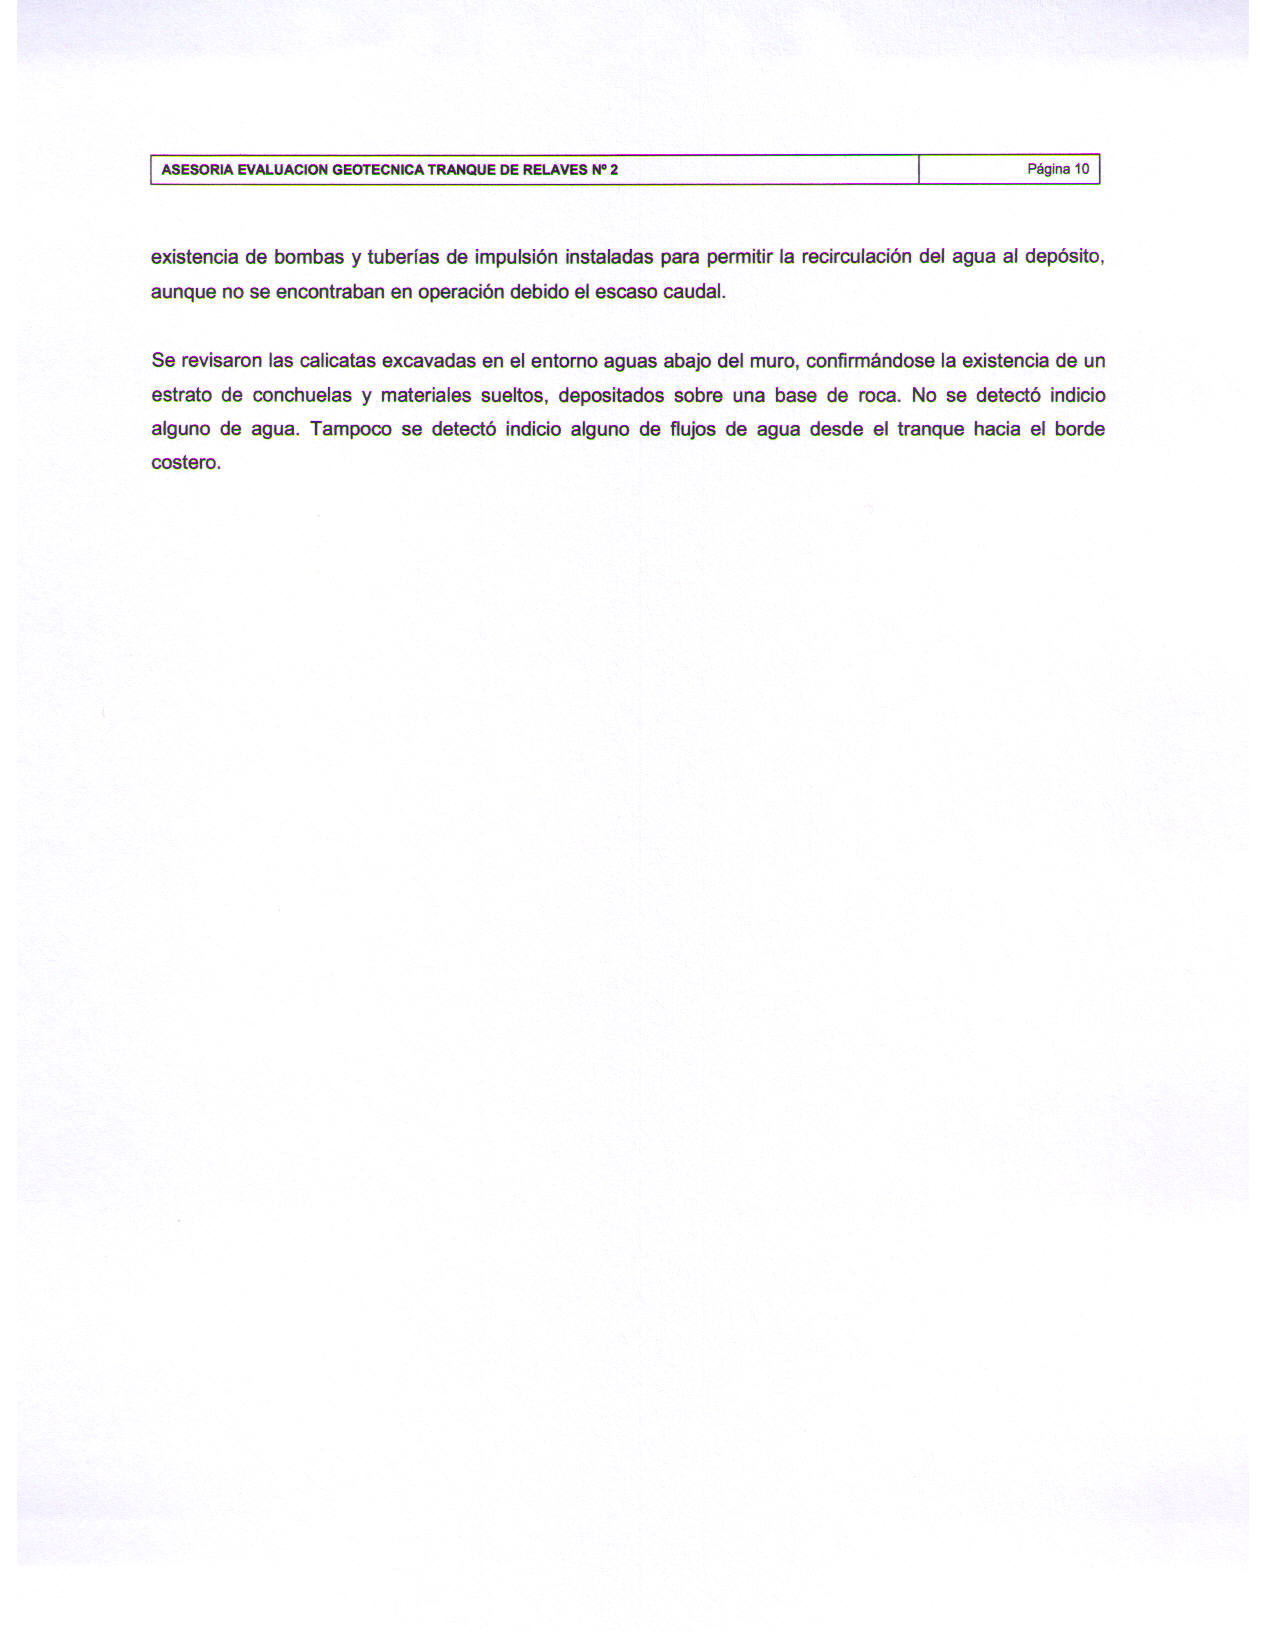 ASESORIA EVALUACION GEOTECNICA TRANQUE DE RELAVES Nº 2
Página 10
existencia de bombas y tuberías de impulsión instaladas para permitir la recirculación del agua al depósito,
aunque no se encontraban en operación debido el escaso caudal.
Se revisaron las calicatas excavadas en el entorno aguas abajo del muro, confirmándose la existencia de un
estrato de conchuelas y materiales sueltos, depositados sobre una base de roca. No se detectó indicio
alguno de agua. Tampoco se detectó indicio alguno de flujos de agua desde el tranque hacia el borde
costero.